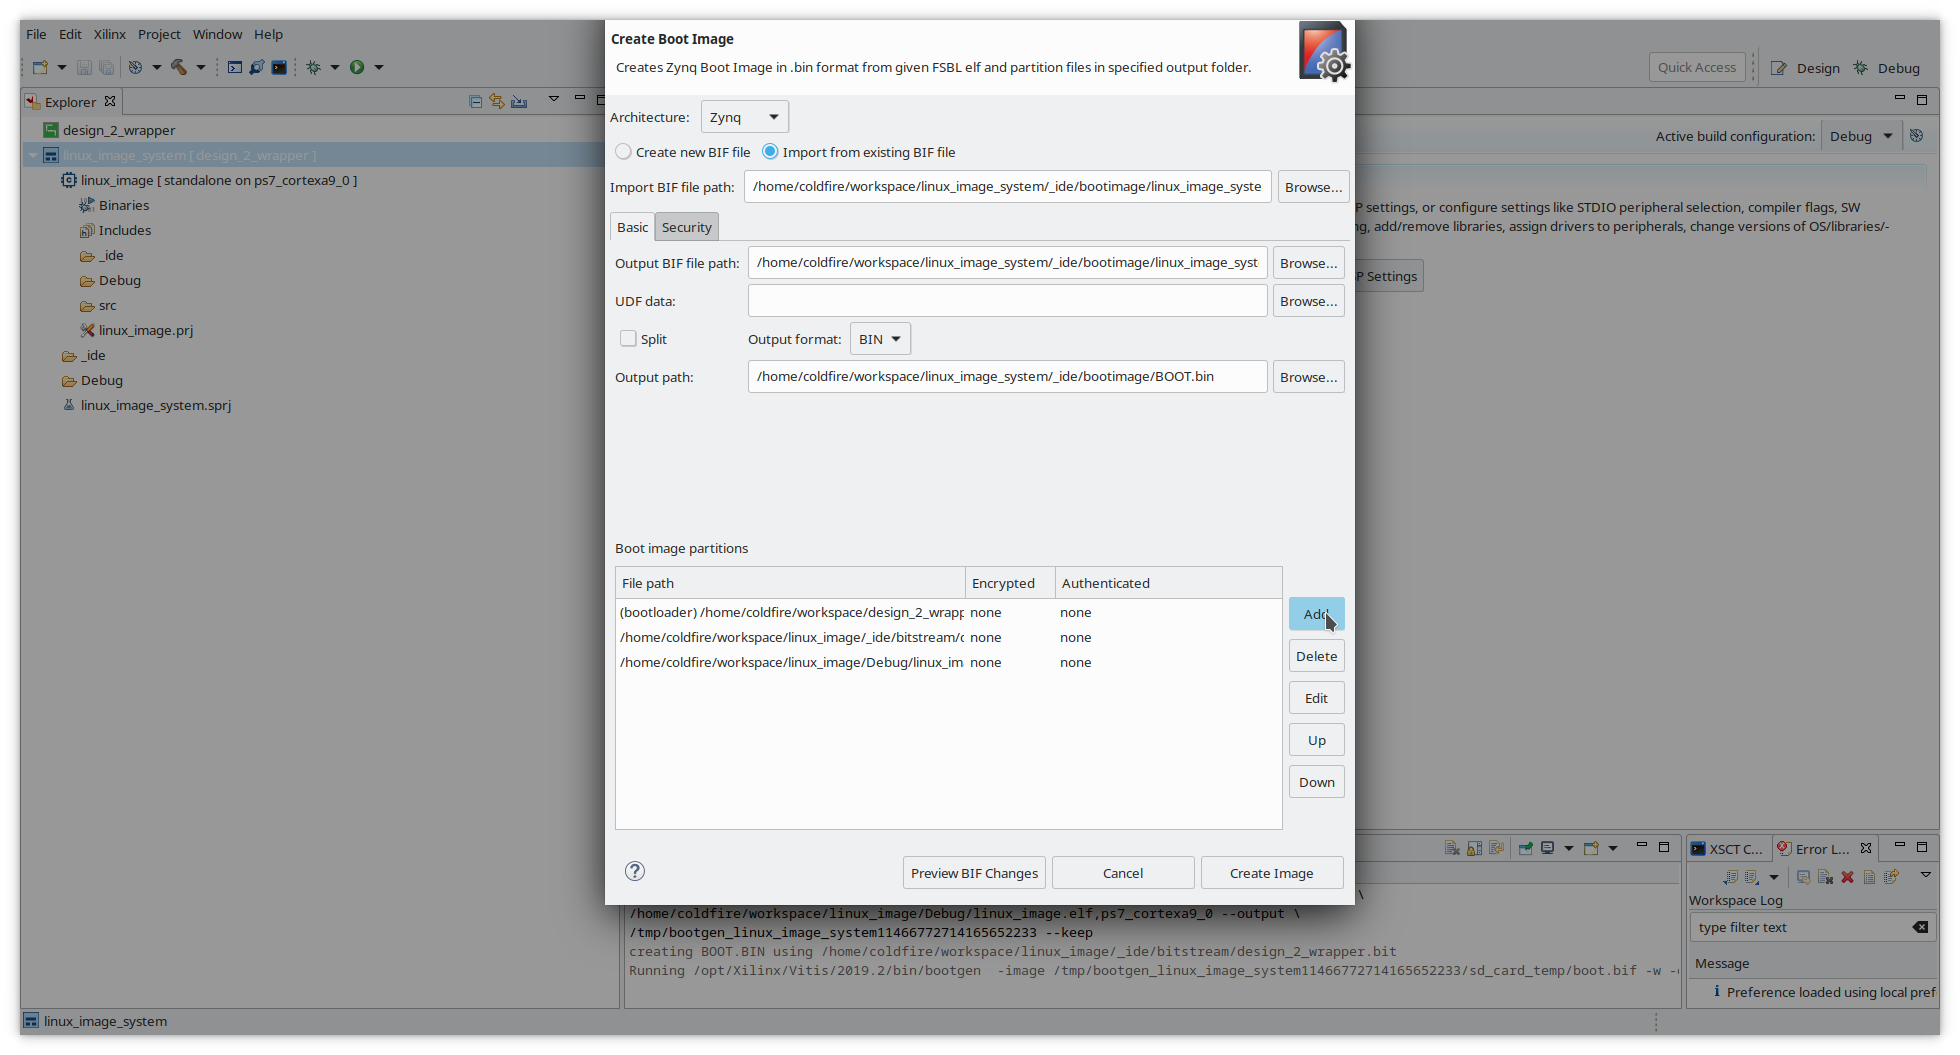 File Edit Xilinx Project Window Help
Quick Access
Design
Debug
Explorer
design_2_wrapper
linux_image_system [ design_2_wrapper ]
linux_image [ standalone on ps7_cortexa9_0 ]
Binaries
Includes
_ide
Debug
src
linux_image.prj
_ide
Debug
linux_image_system.sprj
Create Boot Image
Creates Zynq Boot Image in .bin format from given FSBL elf and partition files in specified output folder.
Architecture: Zynq
Create new BIF file Import from existing BIF file
Import BIF file path: /home/coldfire/workspace/linux_image_system/_ide/bootimage/linux_image_syste Browse...
Basic Security
Output BIF file path: /home/coldfire/workspace/linux_image_system/_ide/bootimage/linux_image_syst Browse...
UDF data: Browse...
Split Output format: BIN
Output path: /home/coldfire/workspace/linux_image_system/_ide/bootimage/BOOT.bin Browse...
Boot image partitions
File path Encrypted Authenticated
(bootloader) /home/coldfire/workspace/design_2_wrapp none none
/home/coldfire/workspace/linux_image/_ide/bitstream/d none none
/home/coldfire/workspace/linux_image/Debug/linux_im none none
Add
Delete
Edit
Up
Down
Preview BIF Changes Cancel Create Image
Active build configuration: Debug
P settings, or configure settings like STDIO peripheral selection, compiler flags, SW
g, add/remove libraries, assign drivers to peripherals, change versions of OS/libraries/-
P Settings
\
/home/coldfire/workspace/linux_image/Debug/linux_image.elf,ps7_cortexa9_0 --output \
/tmp/bootgen_linux_image_system11466772714165652233 --keep
creating BOOT.BIN using /home/coldfire/workspace/linux_image/_ide/bitstream/design_2_wrapper.bit
Running /opt/Xilinx/Vitis/2019.2/bin/bootgen  -image /tmp/bootgen_linux_image_system11466772714165652233/sd_card_temp/boot.bif -w -
XSCT C... Error L...
Workspace Log
type filter text
Message
Preference loaded using local pref
linux_image_system